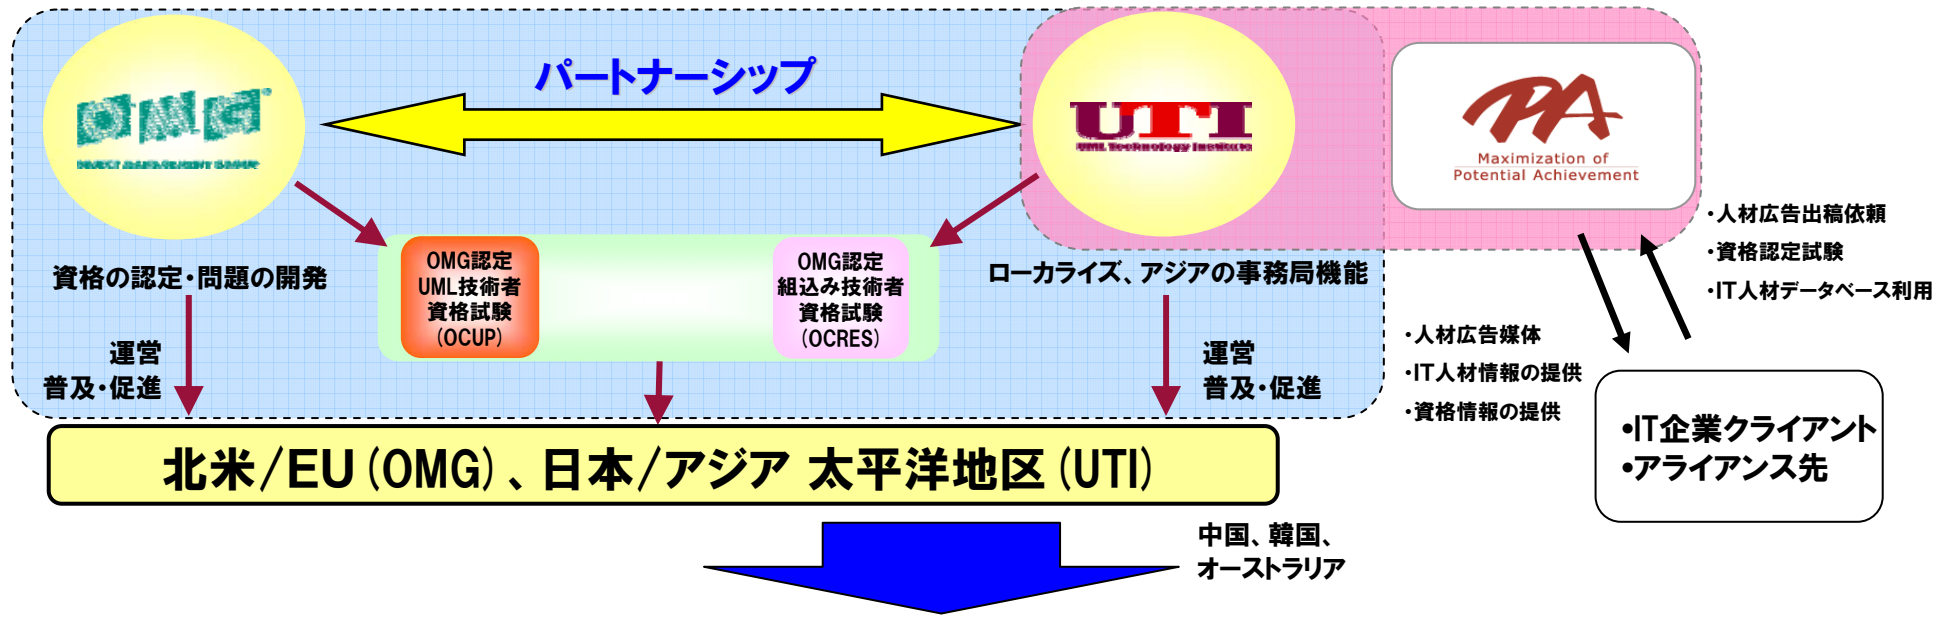 パートナーシップ
OMG
OBJECT MANAGEMENT GROUP
UTI
UML Technology Institute
PA
Maximization of
Potential Achievement
資格の認定・問題の開発
OMG認定
UML技術者
資格試験
(OCUP)
OMG認定
組込み技術者
資格試験
(OCRES)
ローカライズ、アジアの事務局機能
・人材広告出稿依頼
・資格認定試験
・IT人材データベース利用
運営
普及・促進
運営
普及・促進
・人材広告媒体
・IT人材情報の提供
・資格情報の提供
•IT企業クライアント
•アライアンス先
北米/EU(OMG)、日本/アジア 太平洋地区(UTI)
中国、韓国、
オーストラリア